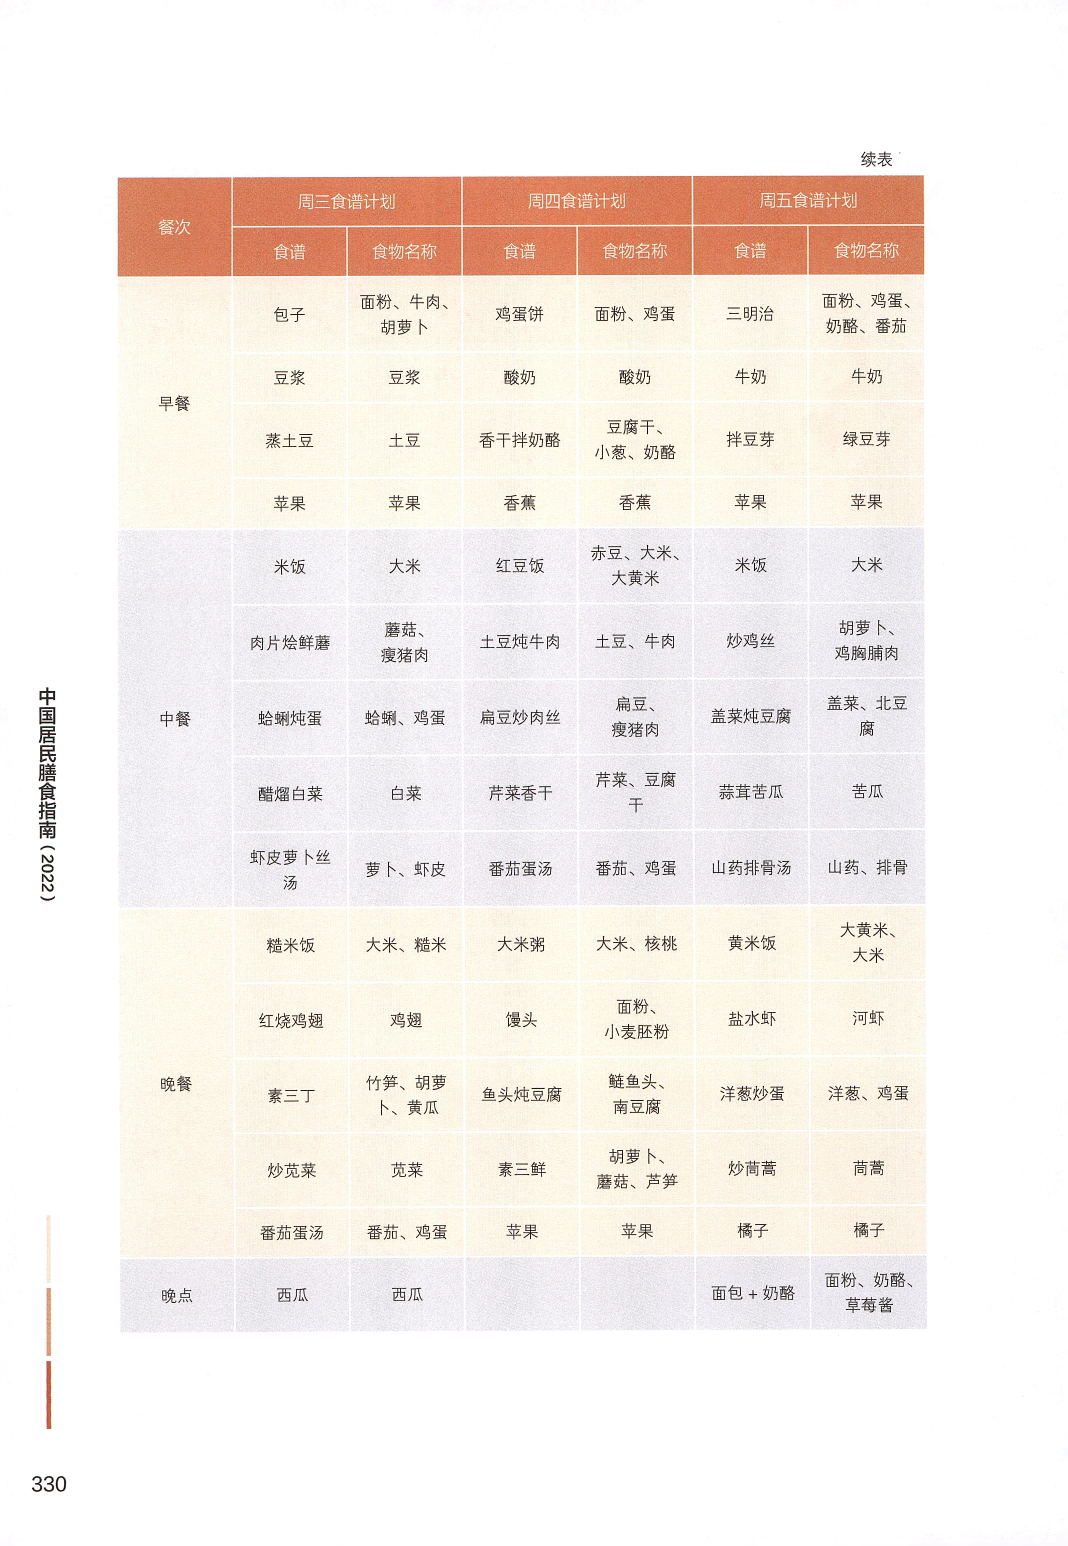 续表
餐次 周三食谱计划 周四食谱计划 周五食谱计划
食谱 食物名称 食谱 食物名称 食谱 食物名称
早餐
包子 面粉、牛肉、胡萝卜 鸡蛋饼 面粉、鸡蛋 三明治 面粉、鸡蛋、奶酪、番茄
豆浆 豆浆 酸奶 酸奶 牛奶 牛奶
蒸土豆 土豆 香干拌奶酪 豆腐干、小葱、奶酪 拌豆芽 绿豆芽
苹果 苹果 香蕉 香蕉 苹果 苹果
中餐
米饭 大米 红豆饭 赤豆、大米、大黄米 米饭 大米
肉片烩鲜蘑 蘑菇、瘦猪肉 土豆炖牛肉 土豆、牛肉 炒鸡丝 胡萝卜、鸡胸脯肉
蛤蜊炖蛋 蛤蜊、鸡蛋 扁豆炒肉丝 扁豆、瘦猪肉 盖菜炖豆腐 盖菜、北豆腐
醋熘白菜 白菜 芹菜香干 芹菜、豆腐干 蒜茸苦瓜 苦瓜
虾皮萝卜丝汤 萝卜、虾皮 番茄蛋汤 番茄、鸡蛋 山药排骨汤 山药、排骨
晚餐
糙米饭 大米、糙米 大米粥 大米、核桃 黄米饭 大黄米、大米
红烧鸡翅 鸡翅 馒头 面粉、小麦胚粉 盐水虾 河虾
素三丁 竹笋、胡萝卜、黄瓜 鱼头炖豆腐 鲢鱼头、南豆腐 洋葱炒蛋 洋葱、鸡蛋
炒苋菜 苋菜 素三鲜 胡萝卜、蘑菇、芦笋 炒茼蒿 茼蒿
番茄蛋汤 番茄、鸡蛋 苹果 苹果 橘子 橘子
晚点 西瓜 西瓜 面包 + 奶酪 面粉、奶酪、草莓酱
中国居民膳食指南(2022)
330